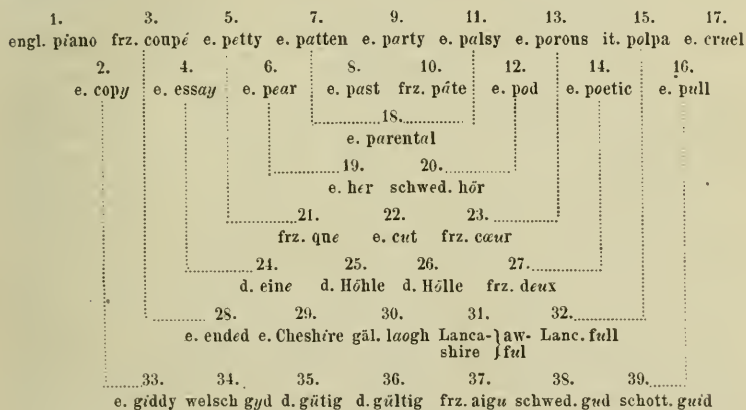 1. 3. 5. 7. 9. 11. 13. 15. 17.
engl. piano frz. coupé e. petty e. patten e. party e. palsy e. porous it. polpa e. cruel
2. 4. 6. 8. 10. 12. 14. 16.
e. copy e. essay e. pear e. past frz. pâte e. pod e. poetic e. pull
18.
e. parental
19. 20.
e. her schwed. hör
21. 22. 23.
frz. que e. cut frz. cœur
24. 25. 26. 27.
d. eine d. Höhle d. Hölle frz. deux
28. 29. 30. 31. 32.
e. ended e. Cheshire gäl. laogh Lanca-}aw- Lanc. full
shire }ful
33. 34. 35. 36. 37. 38. 39.
e. giddy welsch gyd d. gütig d. gültig frz. aigu schwed. gud schott. guid